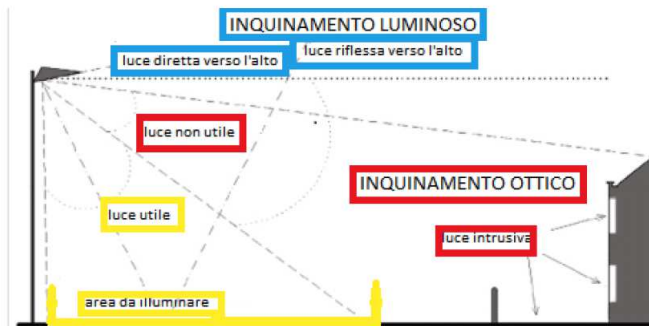 INQUINAMENTO LUMINOSO
luce diretta verso l'alto
luce riflessa verso l'alto
luce non utile
INQUINAMENTO OTTICO
luce utile
luce intrusiva
area da illuminare